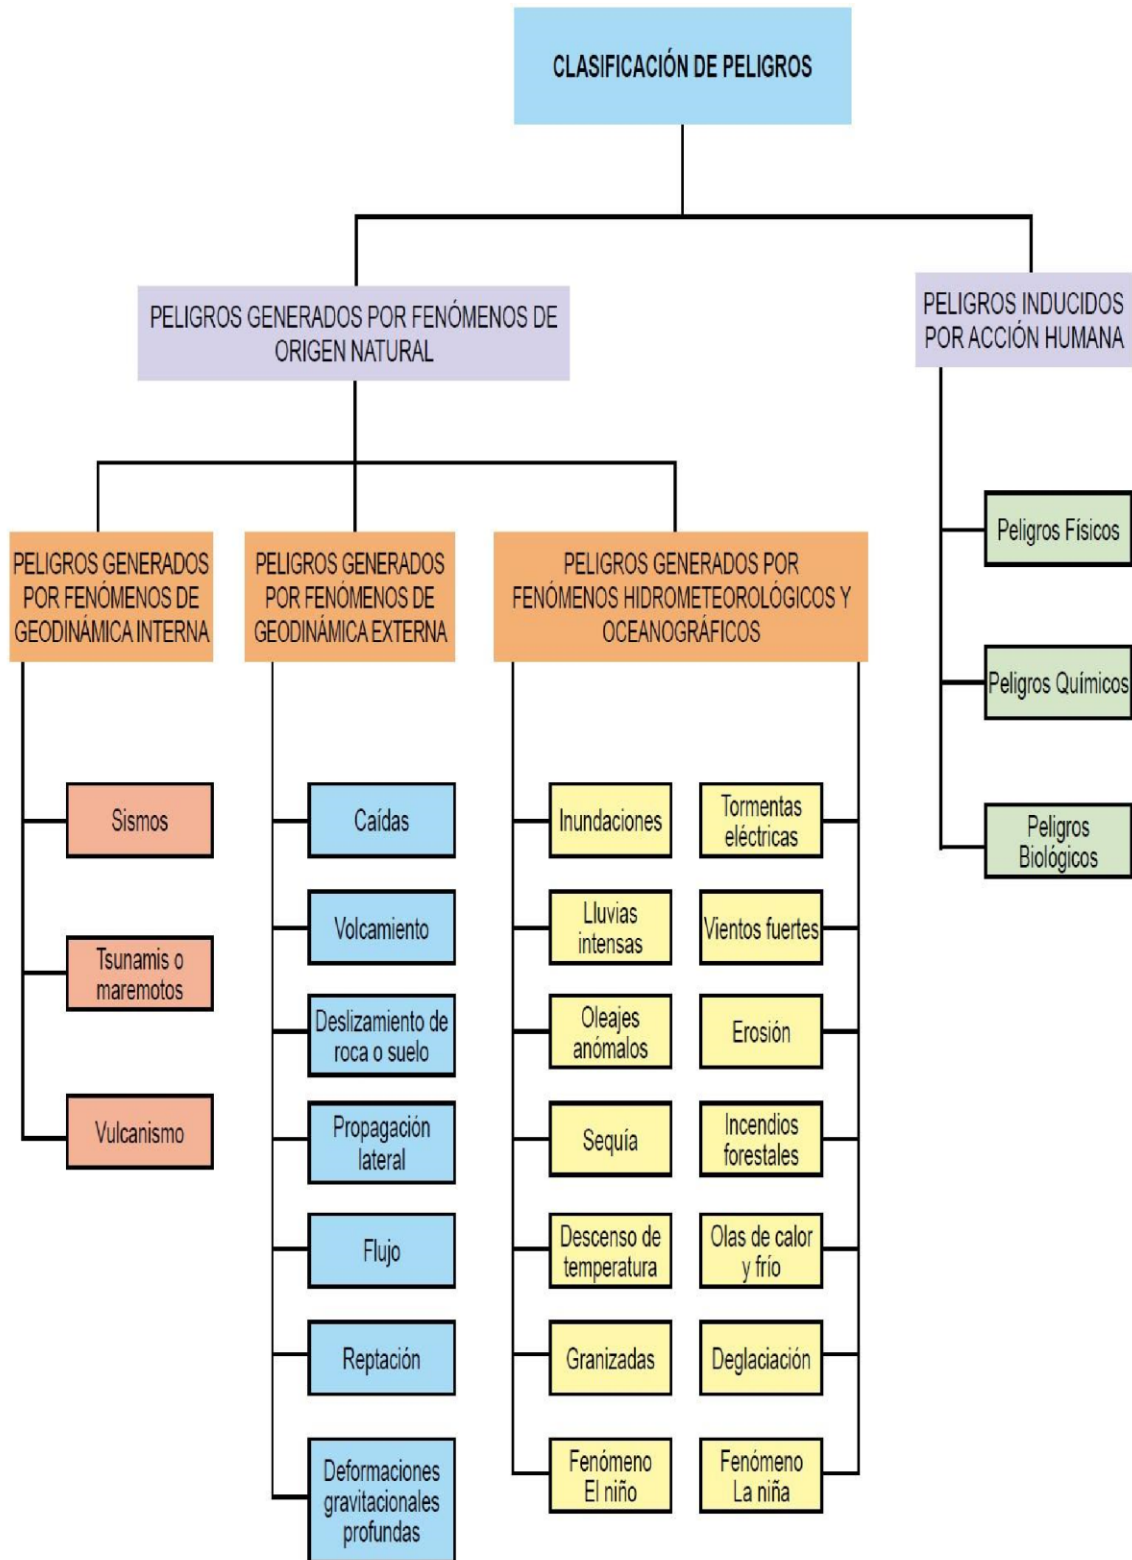 CLASIFICACIÓN DE PELIGROS
PELIGROS GENERADOS POR FENÓMENOS DE
ORIGEN NATURAL
PELIGROS INDUCIDOS
POR ACCIÓN HUMANA
PELIGROS GENERADOS
POR FENÓMENOS DE
GEODINÁMICA INTERNA
PELIGROS GENERADOS
POR FENÓMENOS DE
GEODINÁMICA EXTERNA
PELIGROS GENERADOS POR
FENÓMENOS HIDROMETEOROLÓGICOS Y
OCEANOGRÁFICOS
Peligros Físicos
Peligros Químicos
Peligros
Biológicos
Sismos
Tsunamis o
maremotos
Vulcanismo
Caídas
Volcamiento
Deslizamiento de
roca o suelo
Propagación
lateral
Flujo
Reptación
Deformaciones
gravitacionales
profundas
Inundaciones
Lluvias
intensas
Oleajes
anómalos
Sequía
Descenso de
temperatura
Granizadas
Fenómeno
El niño
Tormentas
eléctricas
Vientos fuertes
Erosión
Incendios
forestales
Olas de calor
y frío
Deglaciación
Fenómeno
La niña